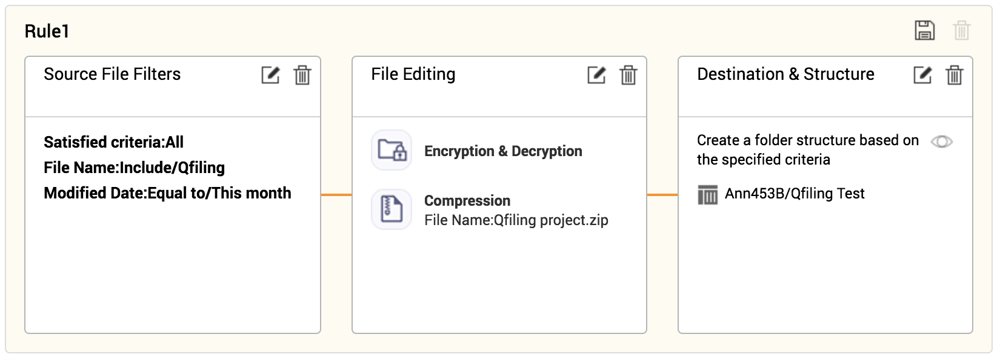 Rule1
Source File Filters
Satisfied criteria:All
File Name:Include/Qfiling
Modified Date:Equal to/This month
File Editing
Encryption & Decryption
Compression
File Name:Qfiling project.zip
Destination & Structure
Create a folder structure based on
the specified criteria
Ann453B/Qfiling Test